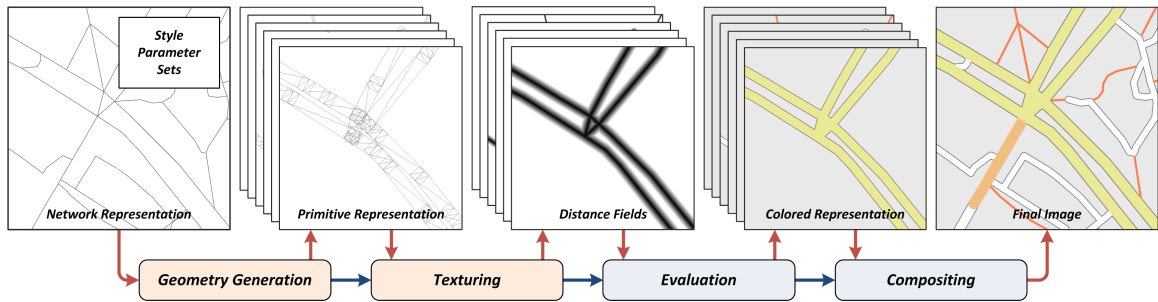 Style
Parameter
Sets
Network Representation
Primitive Representation
Distance Fields
Colored Representation
Final Image
Geometry Generation
Texturing
Evaluation
Compositing